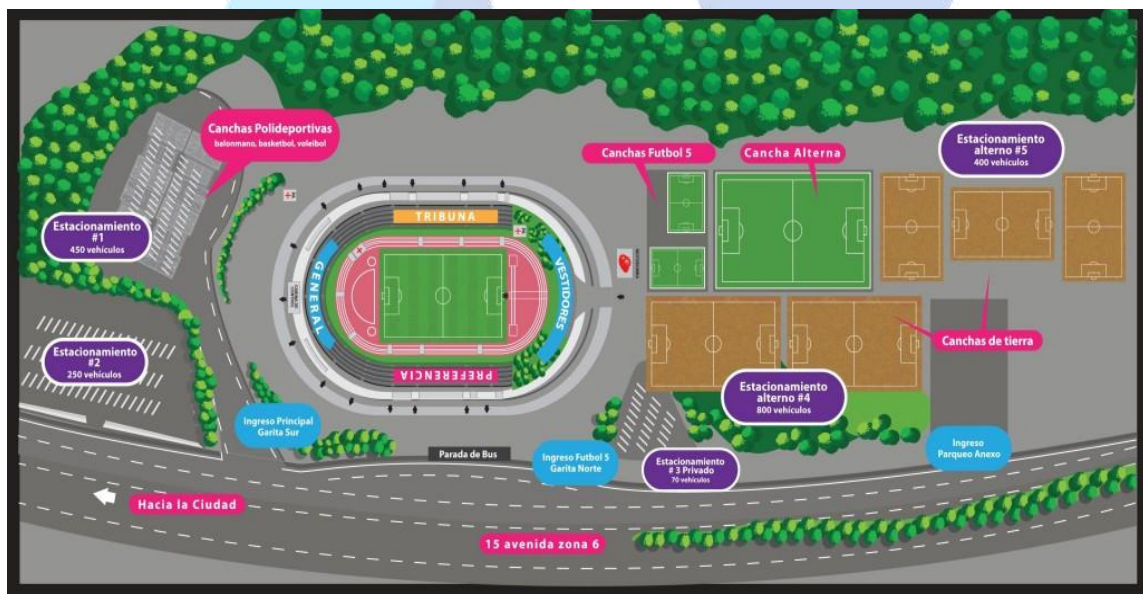 Canchas Polideportivas
balonmano, basketbol, voleibol
Canchas Futbol 5
Cancha Alterna
Estacionamiento
alterno #5
400 vehículos
Estacionamiento
#1
450 vehículos
TRIBUNA
GENERAL
VESTIDORES
PREFERENCIA
Estacionamiento
#2
250 vehículos
Canchas de tierra
Estacionamiento
alterno #4
800 vehículos
Ingreso Principal
Garita Sur
Parada de Bus
Ingreso Futbol 5
Garita Norte
Estacionamiento
# 3 Privado
70 vehículos
Ingreso
Parqueo Anexo
Hacia la Ciudad
15 avenida zona 6